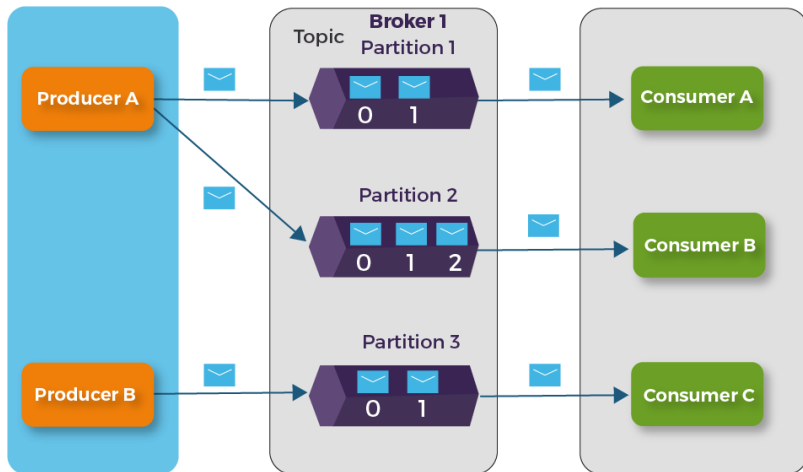 Broker 1
Topic
Partition 1
Producer A
0 1
Consumer A
Partition 2
0 1 2
Consumer B
Partition 3
Producer B
0 1
Consumer C